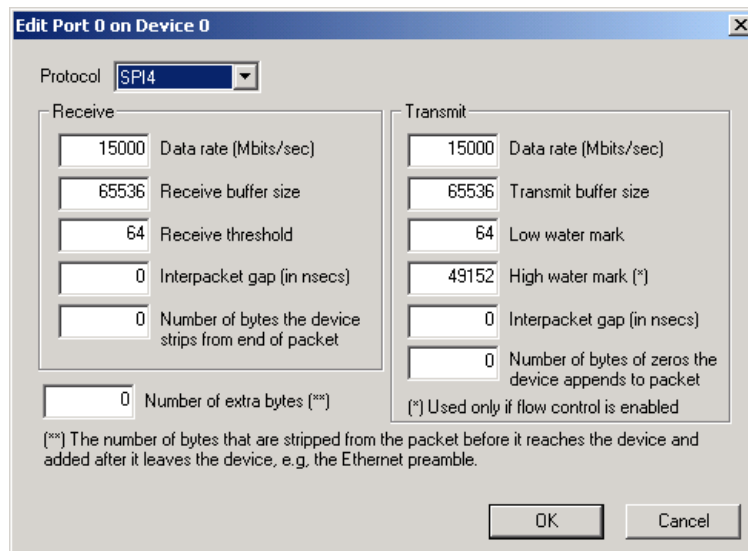 Edit Port 0 on Device 0
Protocol SPI4
Receive
15000 Data rate (Mbits/sec)
65536 Receive buffer size
64 Receive threshold
0 Interpacket gap (in nsecs)
0 Number of bytes the device
strips from end of packet
Transmit
15000 Data rate (Mbits/sec)
65536 Transmit buffer size
64 Low water mark
49152 High water mark (*)
0 Interpacket gap (in nsecs)
0 Number of bytes of zeros the
device appends to packet
(*) Used only if flow control is enabled
0 Number of extra bytes (**)
(**) The number of bytes that are stripped from the packet before it reaches the device and
added after it leaves the device, e.g, the Ethernet preamble.
OK
Cancel